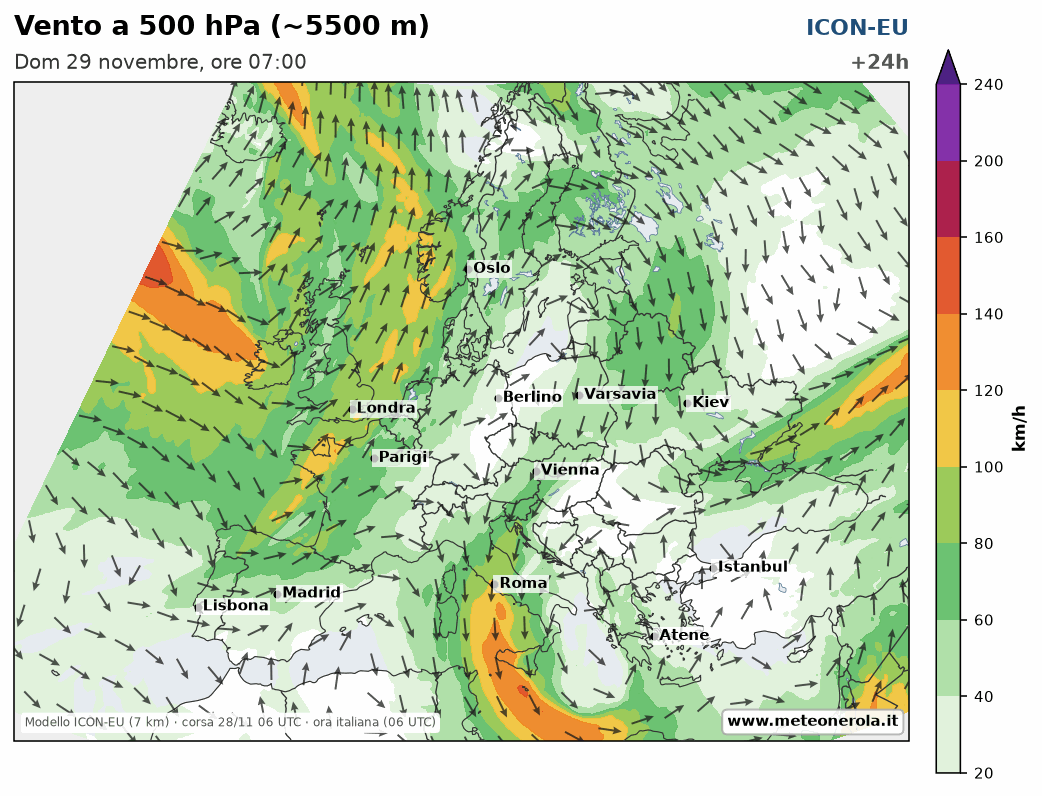 Vento a 500 hPa (~5500 m)
ICON-EU
Dom 29 novembre, ore 07:00
+24h
240
200
160
140
120
100
80
60
40
20
km/h
Oslo
Berlino
Varsavia
Kiev
Londra
Parigi
Vienna
Istanbul
Roma
Madrid
Lisbona
Atene
Modello ICON-EU (7 km) · corsa 28/11 06 UTC · ora italiana (06 UTC)
www.meteonerola.it